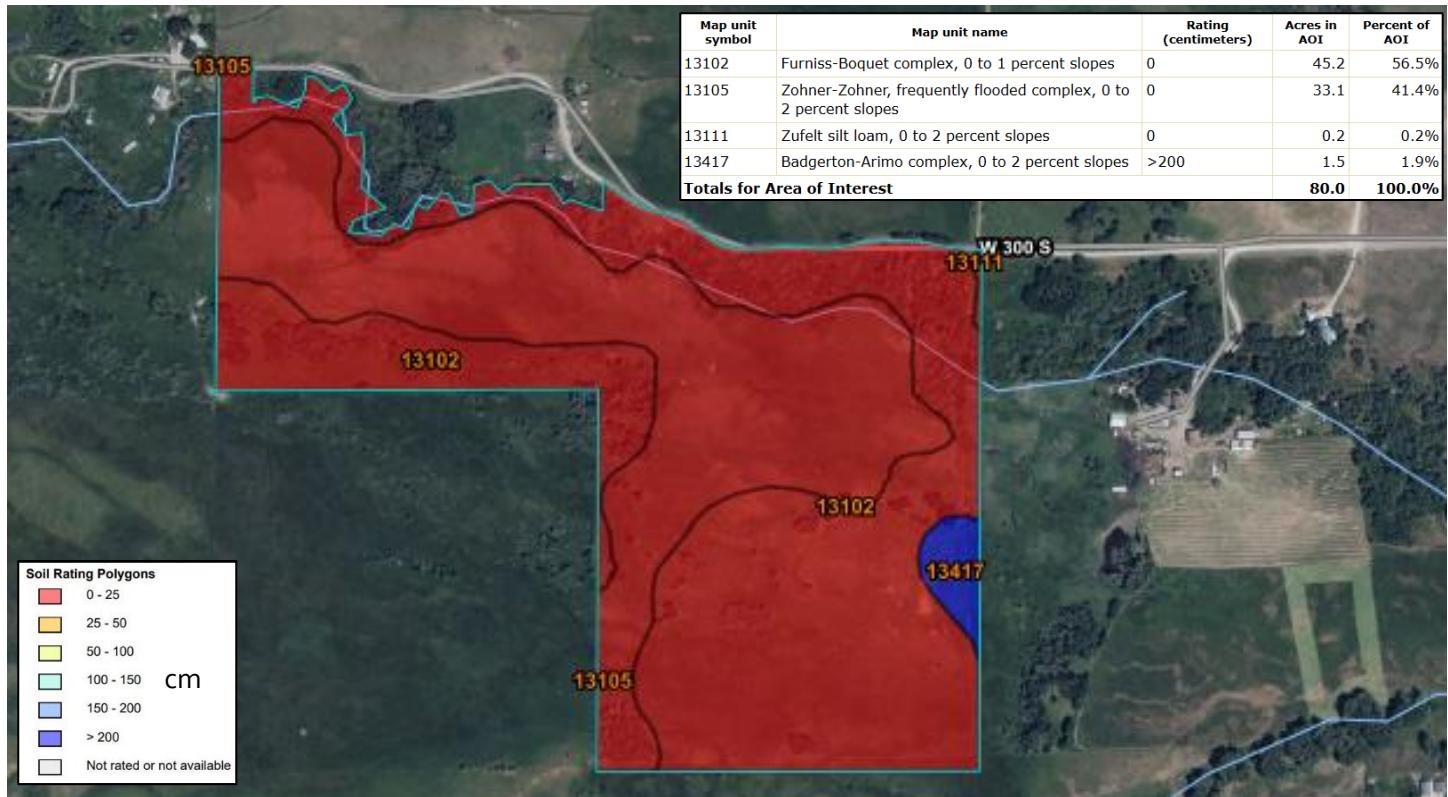 Map unit symbol Map unit name Rating (centimeters) Acres in AOI Percent of AOI
13102 Furniss-Boquet complex, 0 to 1 percent slopes 0 45.2 56.5%
13105 Zohner-Zohner, frequently flooded complex, 0 to 2 percent slopes 0 33.1 41.4%
13111 Zufelt silt loam, 0 to 2 percent slopes 0 0.2 0.2%
13417 Badgerton-Arimo complex, 0 to 2 percent slopes >200 1.5 1.9%
Totals for Area of Interest 80.0 100.0%
13105
W 300 S
13111
13102
13102
13417
13105
Soil Rating Polygons
0 - 25
25 - 50
50 - 100
100 - 150
cm
150 - 200
> 200
Not rated or not available